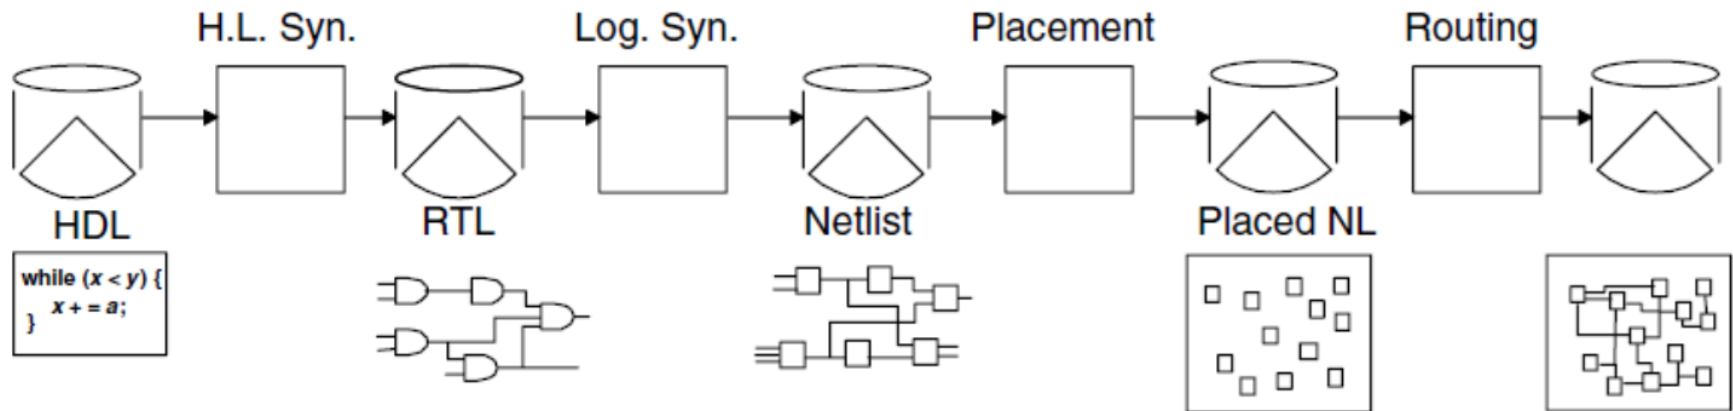 H.L. Syn.
Log. Syn.
Placement
Routing
HDL
RTL
Netlist
Placed NL
while (x < y) {
x + = a;
}